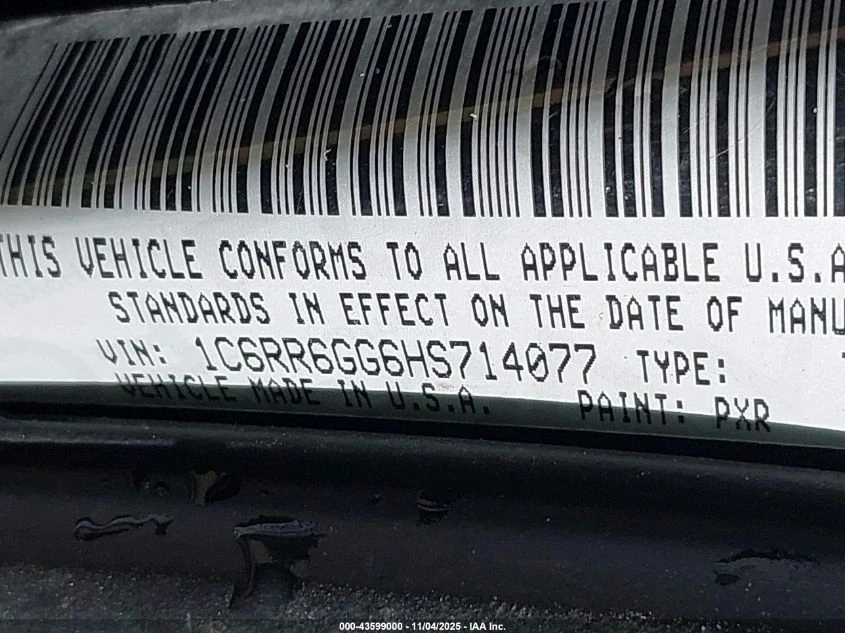 THIS VEHICLE CONFORMS TO ALL APPLICABLE U.S.A
STANDARDS IN EFFECT ON THE DATE OF MANU
VIN: 1C6RR6GG6HS714077 TYPE:
VEHICLE MADE IN U.S.A. PAINT: PXR
000-43599000 - 11/04/2025 - IAA Inc.